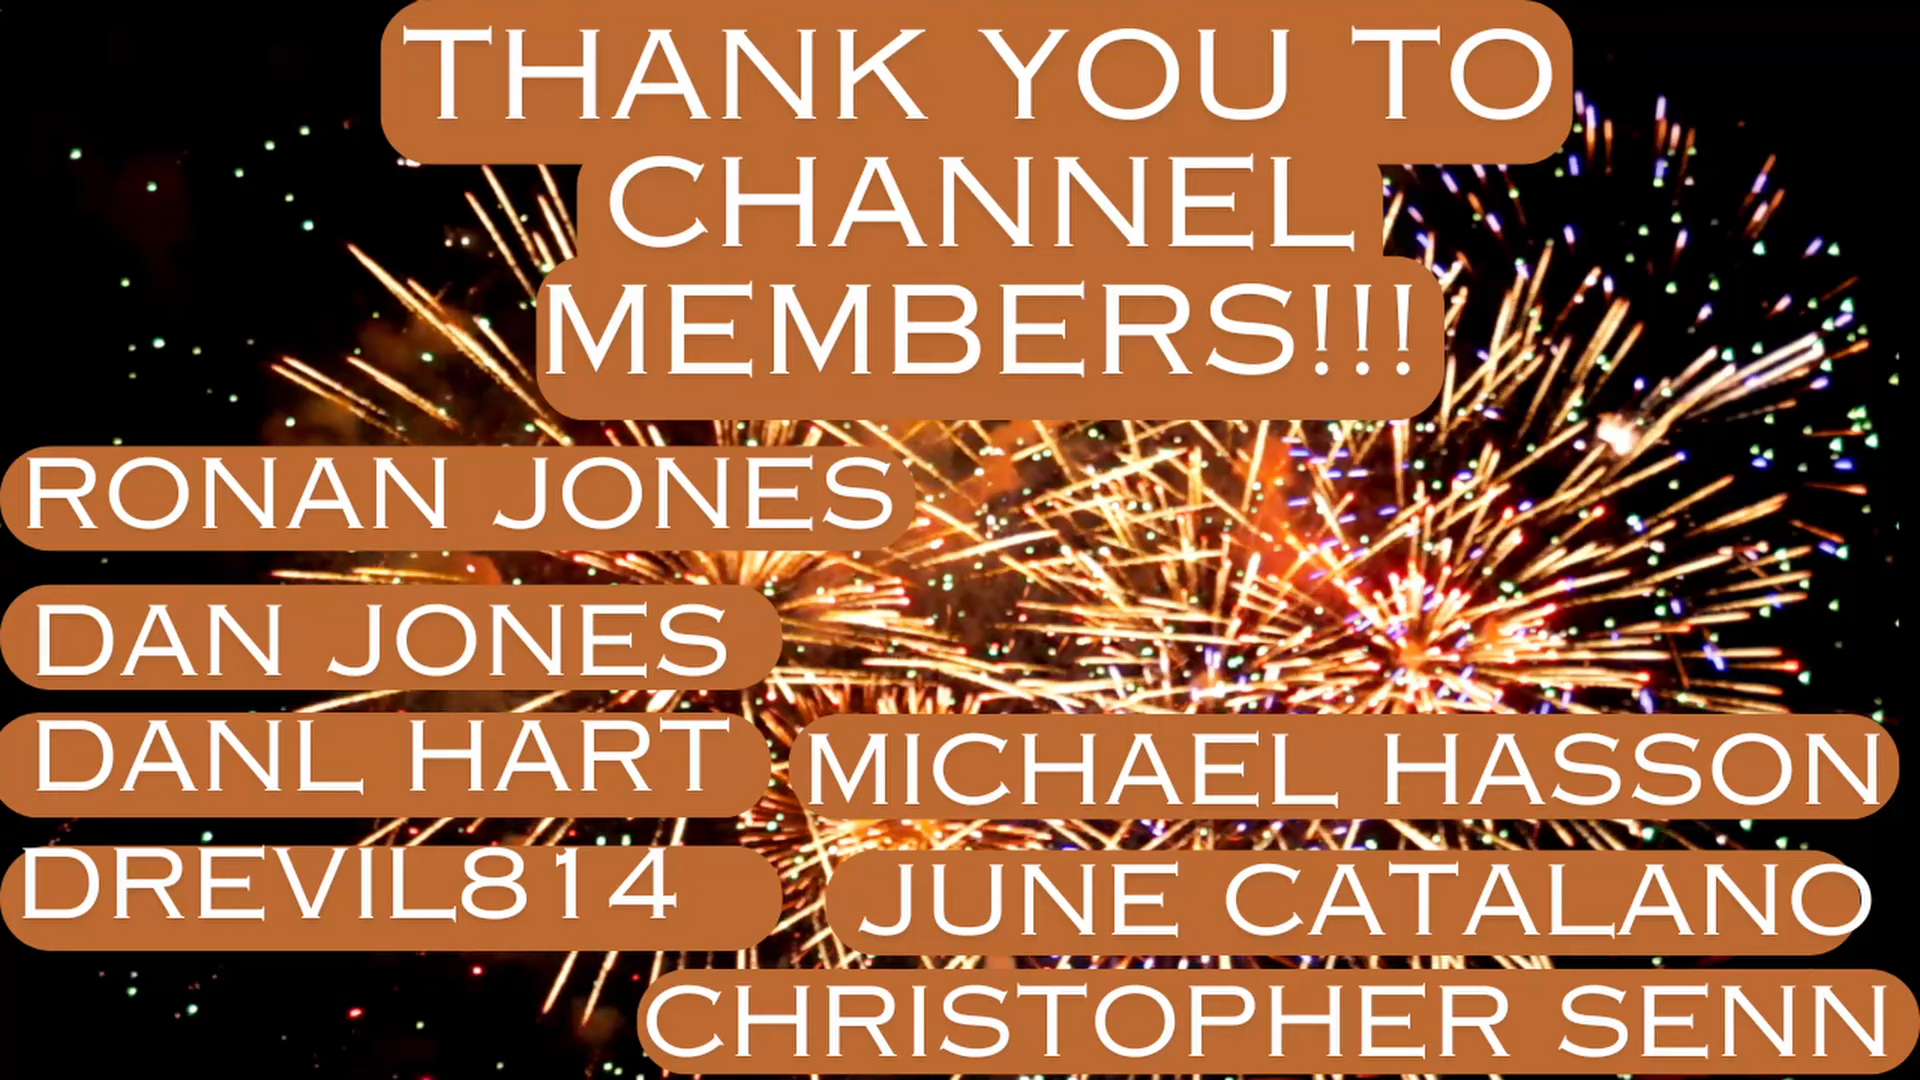 THANK YOU TO
CHANNEL
MEMBERS!!!
RONAN JONES
DAN JONES
DANL HART
MICHAEL HASSON
DREVIL814
JUNE CATALANO
CHRISTOPHER SENN